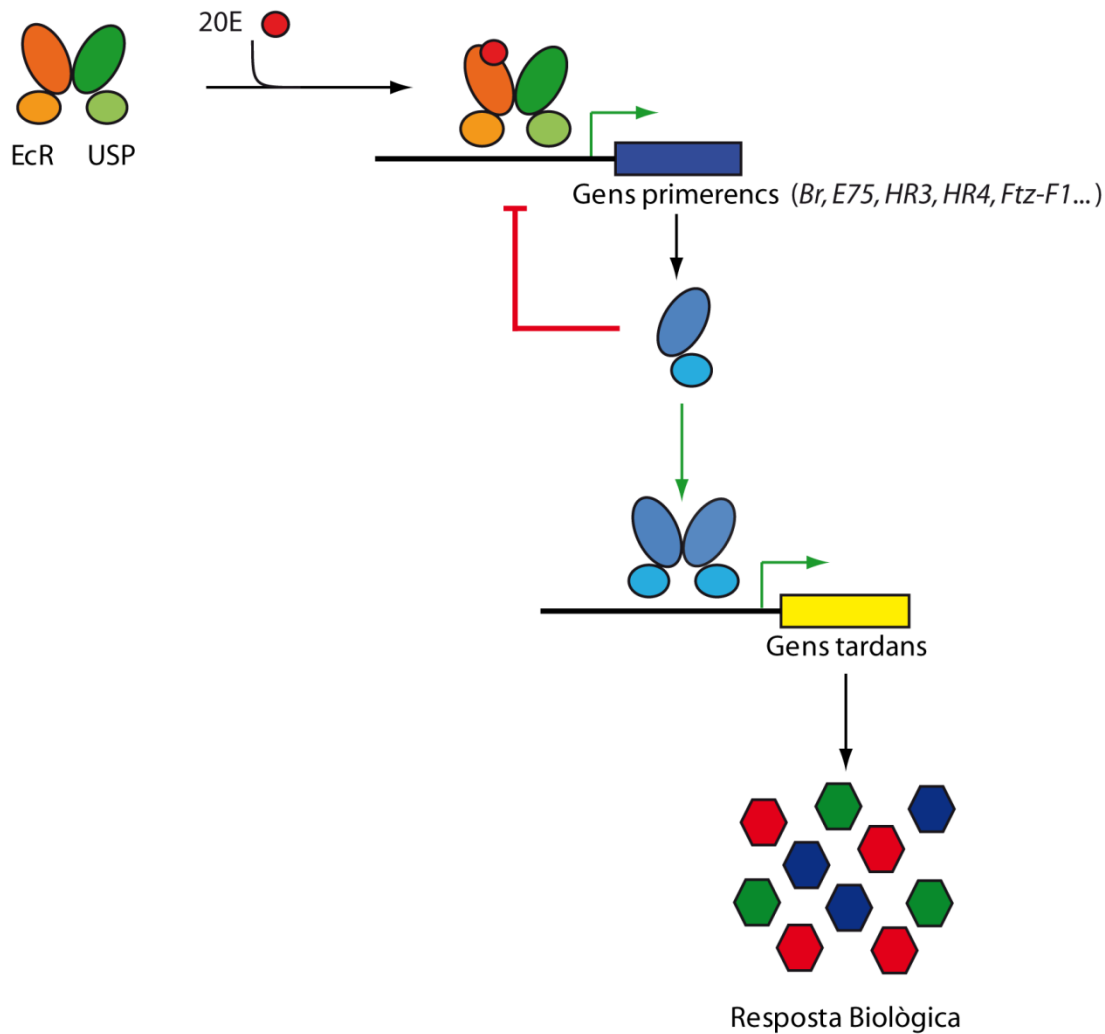 20E
EcR USP
Gens primerencs (Br, E75, HR3, HR4, Ftz-F1...)
Gens tardans
Resposta Biològica